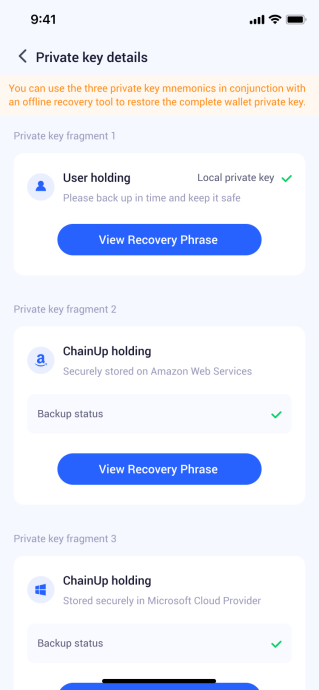 9:41
Private key details
You can use the three private key mnemonics in conjunction with
an offline recovery tool to restore the complete wallet private key.
Private key fragment 1
User holding
Local private key
Please back up in time and keep it safe
View Recovery Phrase
Private key fragment 2
ChainUp holding
Securely stored on Amazon Web Services
Backup status
View Recovery Phrase
Private key fragment 3
ChainUp holding
Stored securely in Microsoft Cloud Provider
Backup status